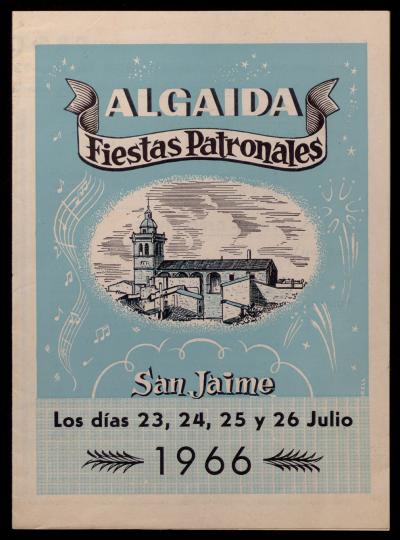 ALGAIDA
Fiestas Patronales
San Jaime
Los días 23, 24, 25 y 26 Julio
1966